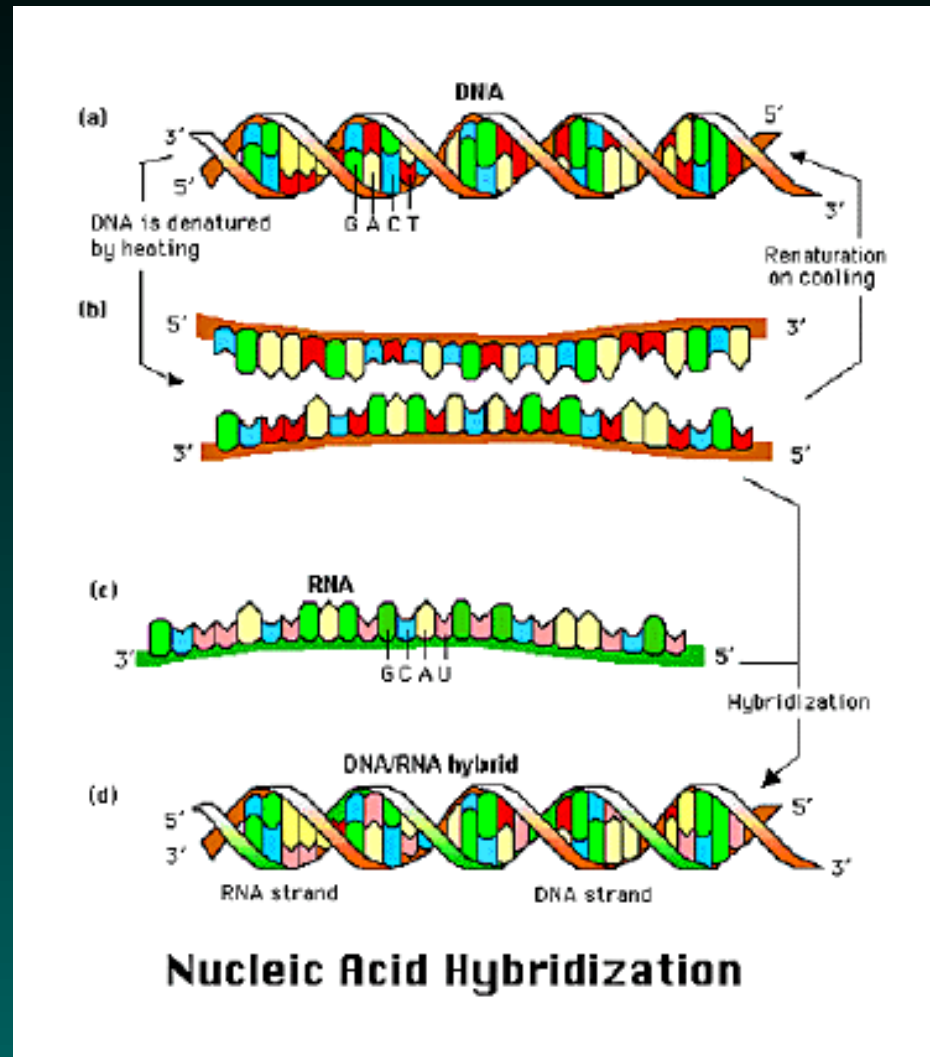 DNA
(a)
3'
5'
5'
3'
G A C T
DNA is denatured
by heating
Renaturation
on cooling
(b)
5'
3'
3'
5'
(c)
RNA
3'
5'
G C A U
Hybridization
DNA/RNA hybrid
(d)
5'
3'
5'
3'
RNA strand
DNA strand
Nucleic Acid Hybridization